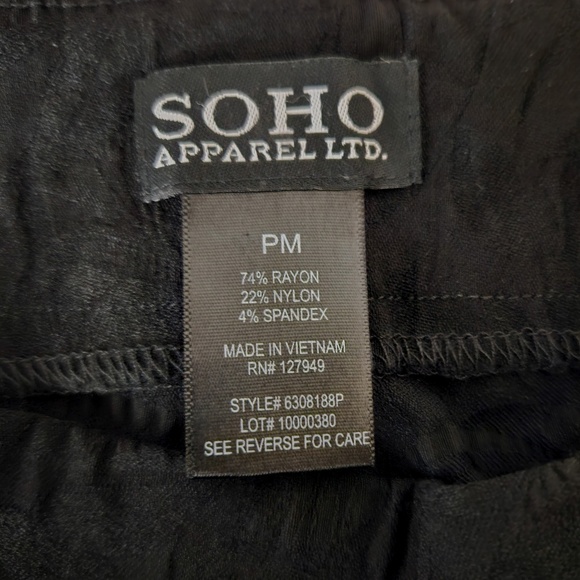 SOHO
APPAREL LTD.
PM
74% RAYON
22% NYLON
4% SPANDEX
MADE IN VIETNAM
RN# 127949
STYLE# 6308188P
LOT# 10000380
SEE REVERSE FOR CARE